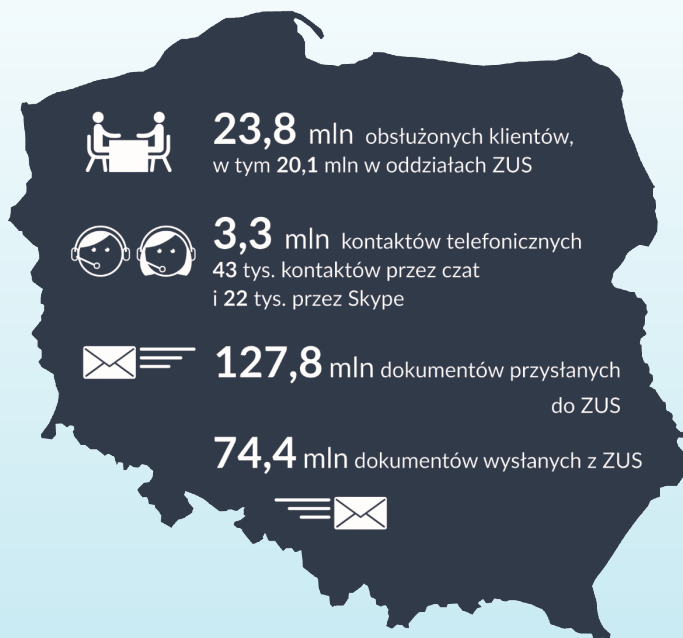 23,8 mln obsłużonych klientów,
w tym 20,1 mln w oddziałach ZUS
3,3 mln kontaktów telefonicznych
43 tys. kontaktów przez czat
i 22 tys. przez Skype
127,8 mln dokumentów przysłanych
do ZUS
74,4 mln dokumentów wysłanych z ZUS